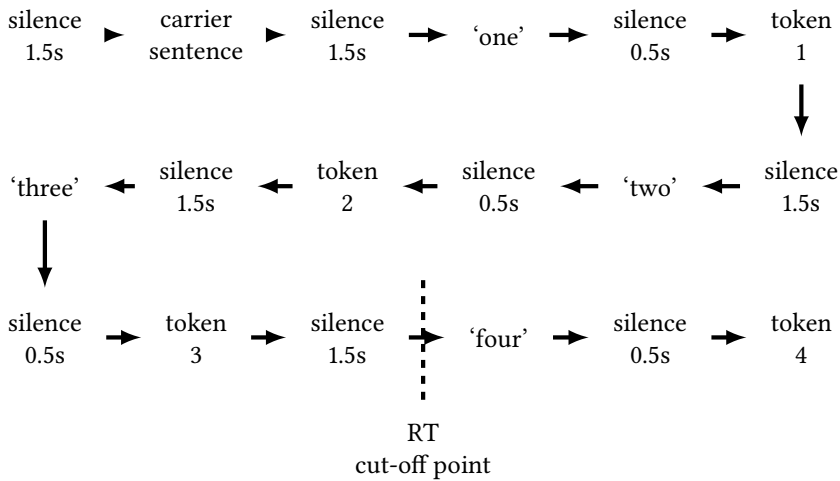 silence
1.5s
carrier
sentence
silence
1.5s
‘one’
silence
0.5s
token
1
‘three’
silence
1.5s
token
2
silence
0.5s
‘two’
silence
1.5s
silence
0.5s
token
3
silence
1.5s
‘four’
silence
0.5s
token
4
RT
cut-off point